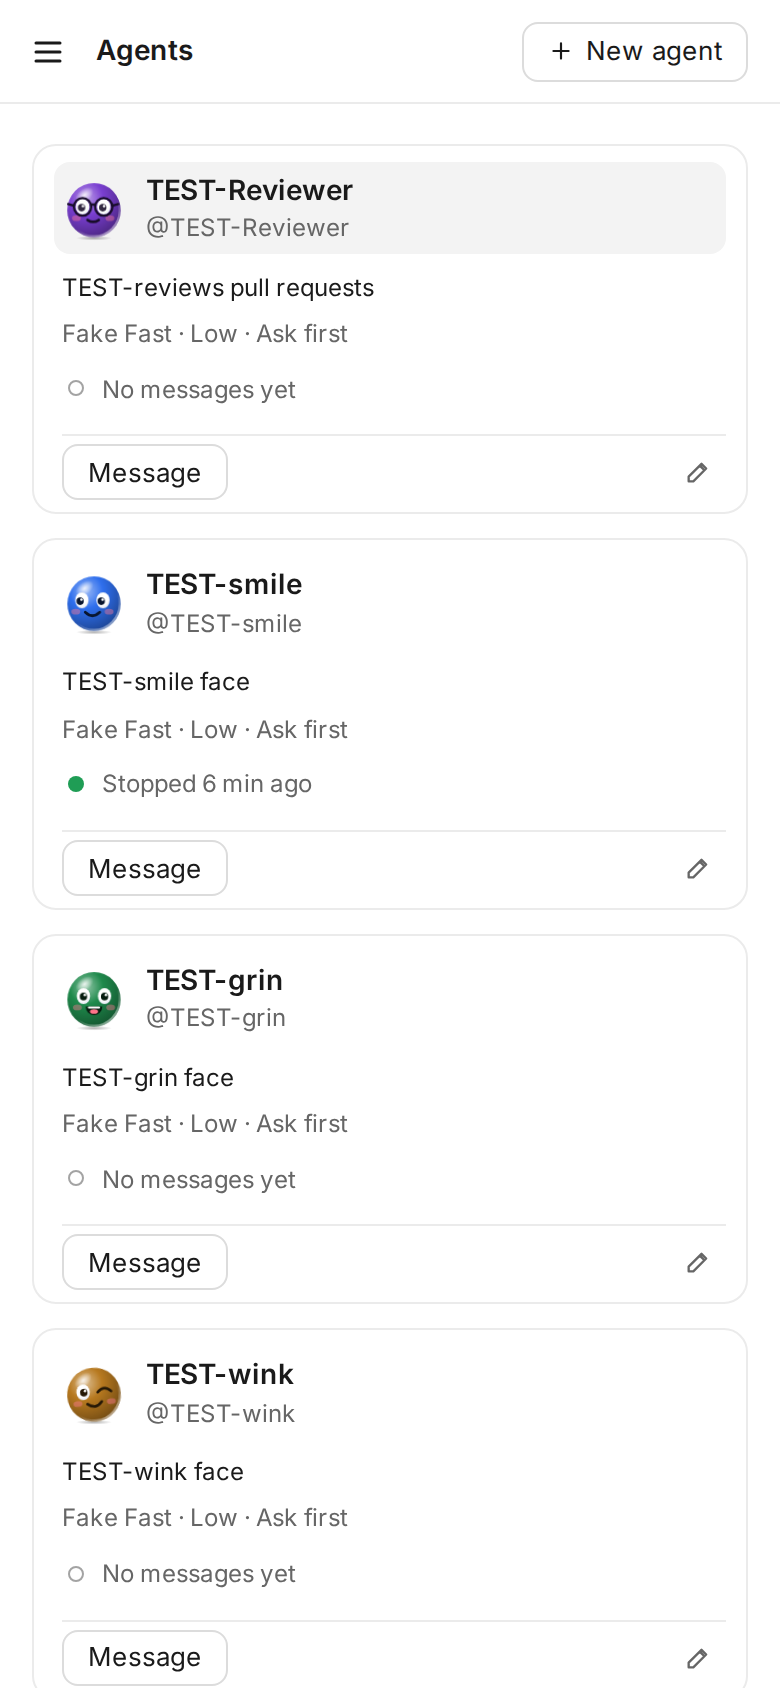 Agents
New agent
TEST-Reviewer
@TEST-Reviewer
TEST-reviews pull requests
Fake Fast · Low · Ask first
No messages yet
Message
TEST-smile
@TEST-smile
TEST-smile face
Fake Fast · Low · Ask first
Stopped 6 min ago
Message
TEST-grin
@TEST-grin
TEST-grin face
Fake Fast · Low · Ask first
No messages yet
Message
TEST-wink
@TEST-wink
TEST-wink face
Fake Fast · Low · Ask first
No messages yet
Message